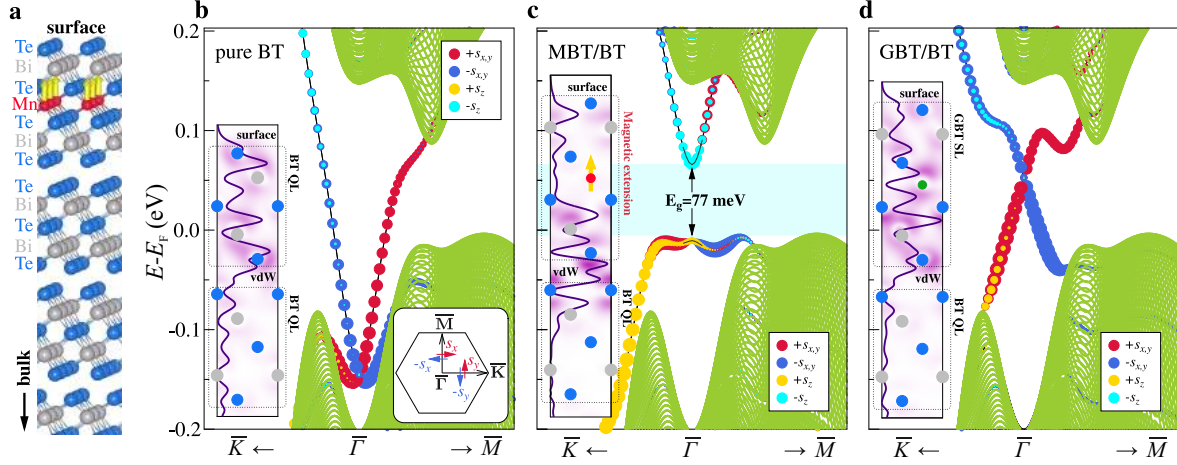 a
surface
Te
Bi
Te
Mn
Te
Bi
Te
Te
Bi
Te
Bi
Te
bulk
b
pure BT
E-E_F (eV)
0.2
0.1
0.0
-0.1
-0.2
+s_{x,y}
-s_{x,y}
+s_z
-s_z
surface
BT QL
vdW
BT QL
M̅
s_x
-s_x
s_y
-s_y
Γ̅
K̅
K̅ ←
Γ̅
→ M̅
c
MBT/BT
surface
Magnetic extension
vdW
BT QL
E_g=77 meV
+s_{x,y}
-s_{x,y}
+s_z
-s_z
K̅ ←
Γ̅
→ M̅
d
GBT/BT
surface
GBT SL
vdW
BT QL
+s_{x,y}
-s_{x,y}
+s_z
-s_z
K̅ ←
Γ̅
→ M̅